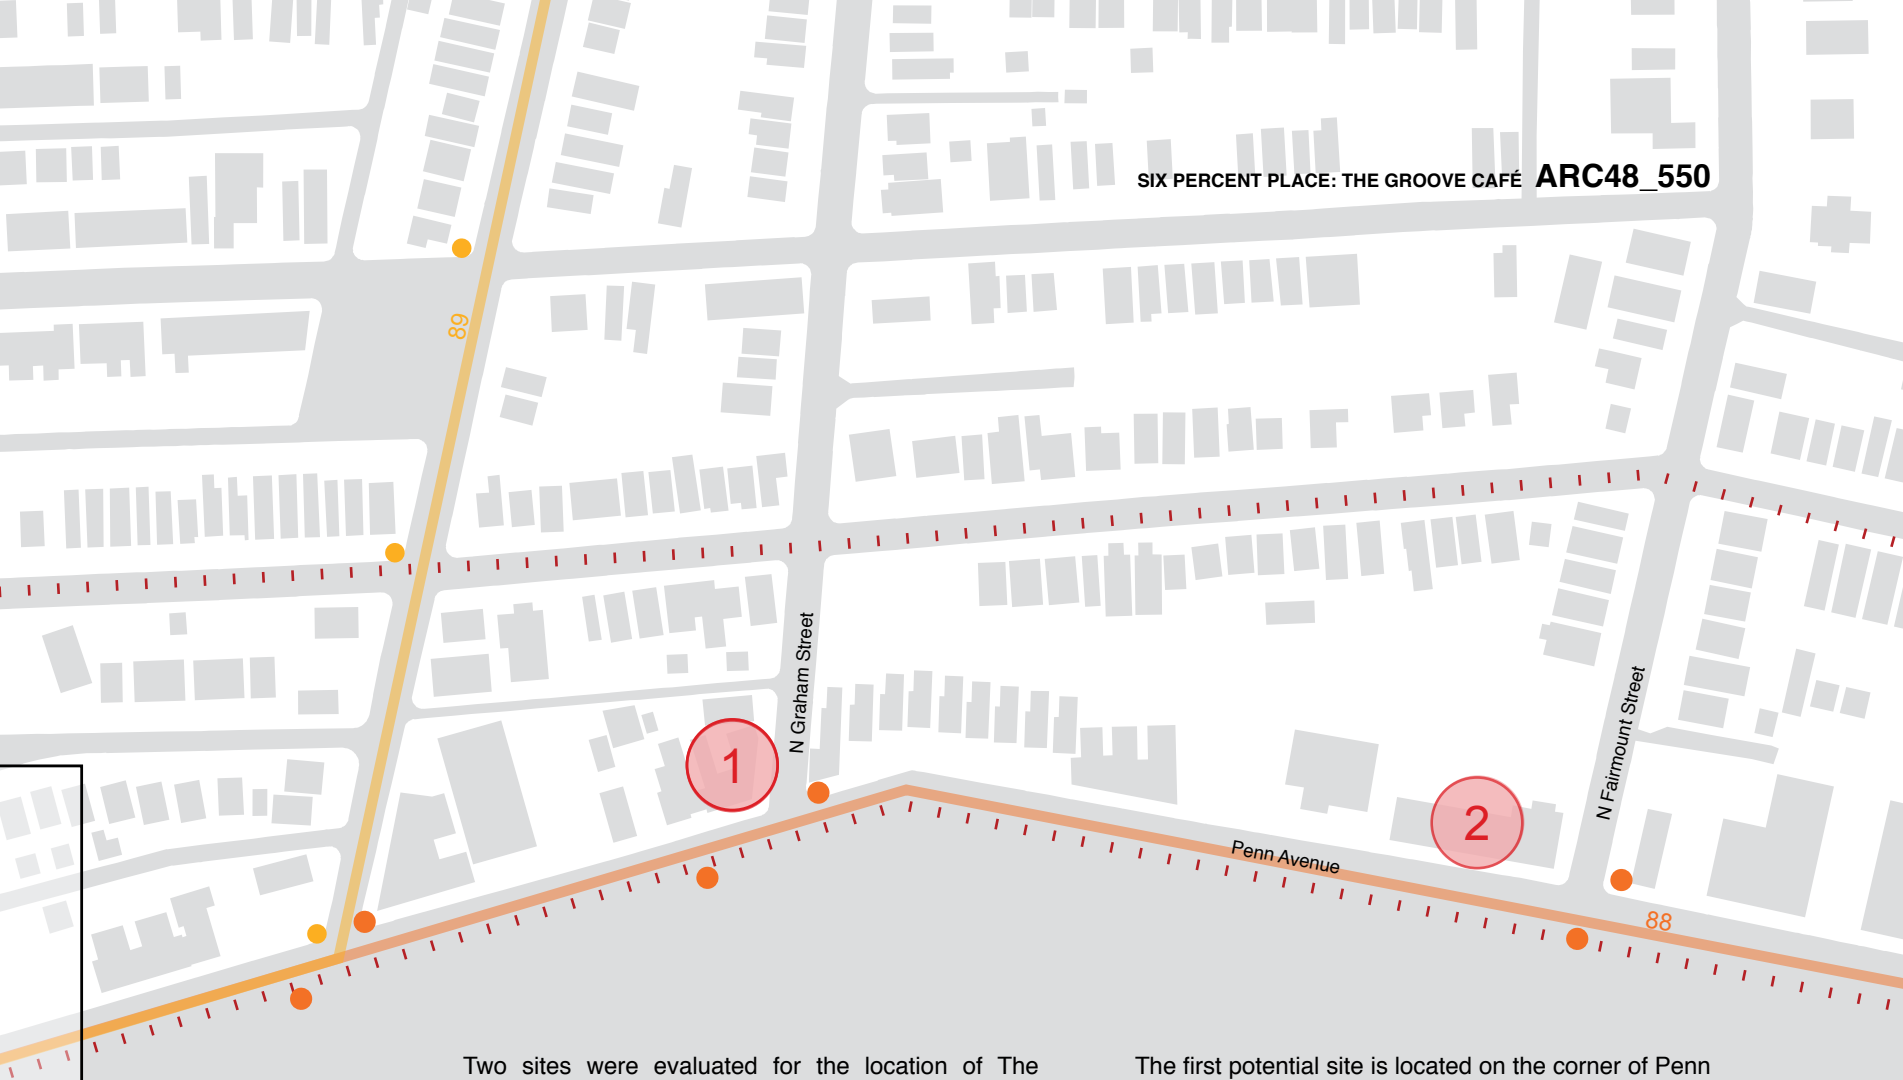 SIX PERCENT PLACE: THE GROOVE CAFÉ ARC48_550
89
N Graham Street
N Fairmount Street
1
2
Penn Avenue
88
Two sites were evaluated for the location of The
The first potential site is located on the corner of Penn